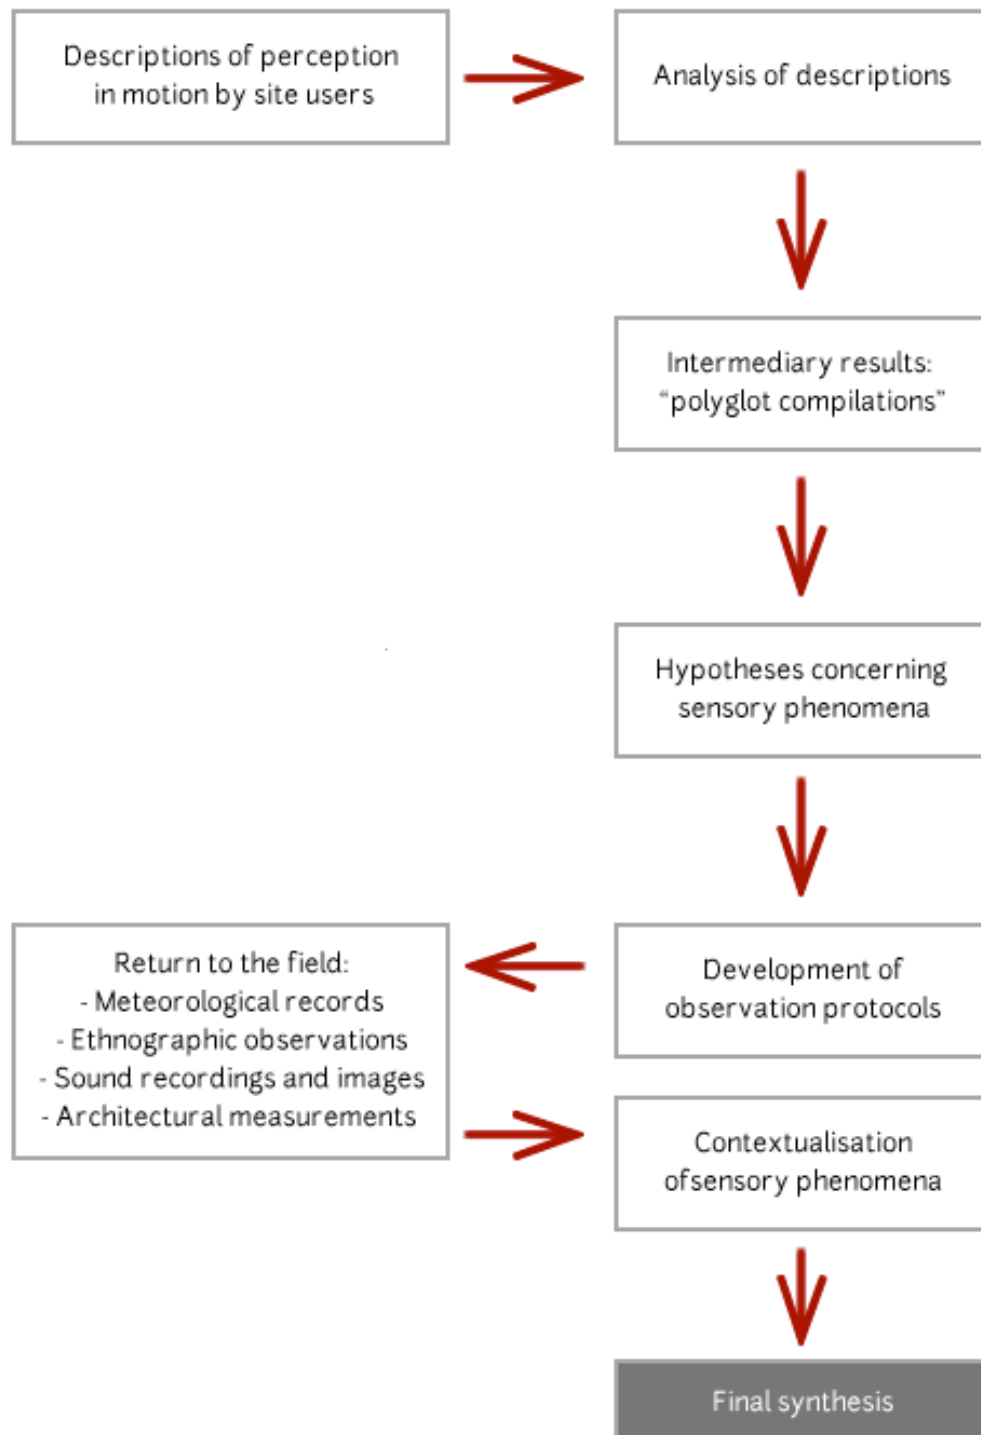 Descriptions of perception
in motion by site users
Analysis of descriptions
Intermediary results:
“polyglot compilations”
Hypotheses concerning
sensory phenomena
Development of
observation protocols
Return to the field:
- Meteorological records
- Ethnographic observations
- Sound recordings and images
- Architectural measurements
Contextualisation
ofsensory phenomena
Final synthesis